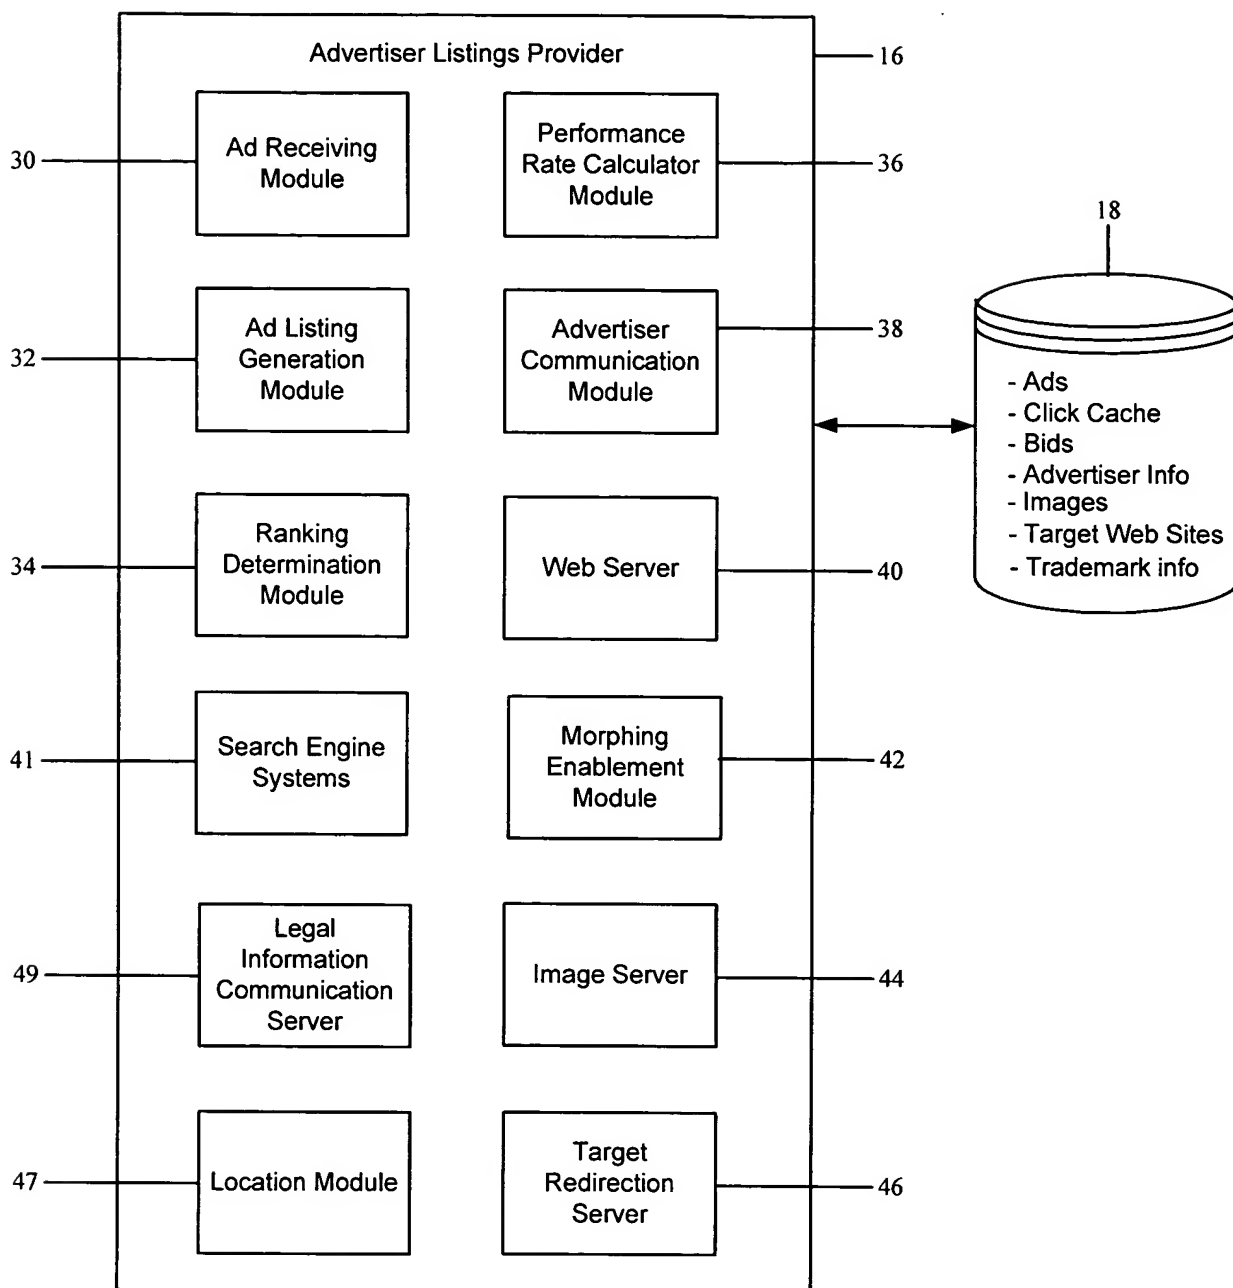 Advertiser Listings Provider
16
30
Ad Receiving
Module
Performance
Rate Calculator
Module
36
18
32
Ad Listing
Generation
Module
Advertiser
Communication
Module
38
- Ads
- Click Cache
- Bids
- Advertiser Info
- Images
- Target Web Sites
- Trademark info
34
Ranking
Determination
Module
Web Server
40
41
Search Engine
Systems
Morphing
Enablement
Module
42
49
Legal
Information
Communication
Server
Image Server
44
47
Location Module
Target
Redirection
Server
46